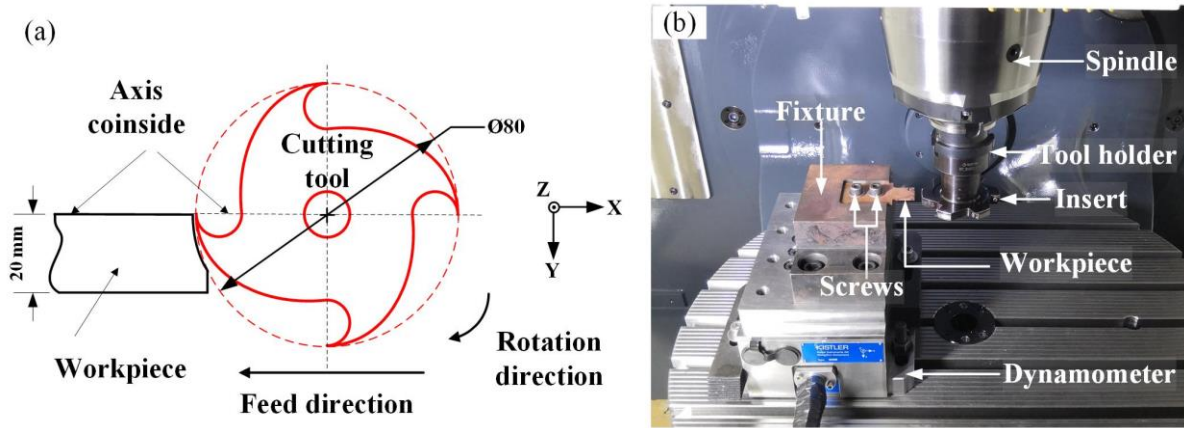 (a)
Axis
coinside
Ø80
Cutting
tool
Z
X
Y
20 mm
Rotation
direction
Workpiece
Feed direction
(b)
Spindle
Fixture
Tool holder
Insert
Workpiece
Screws
KISTLER
Dynamometer